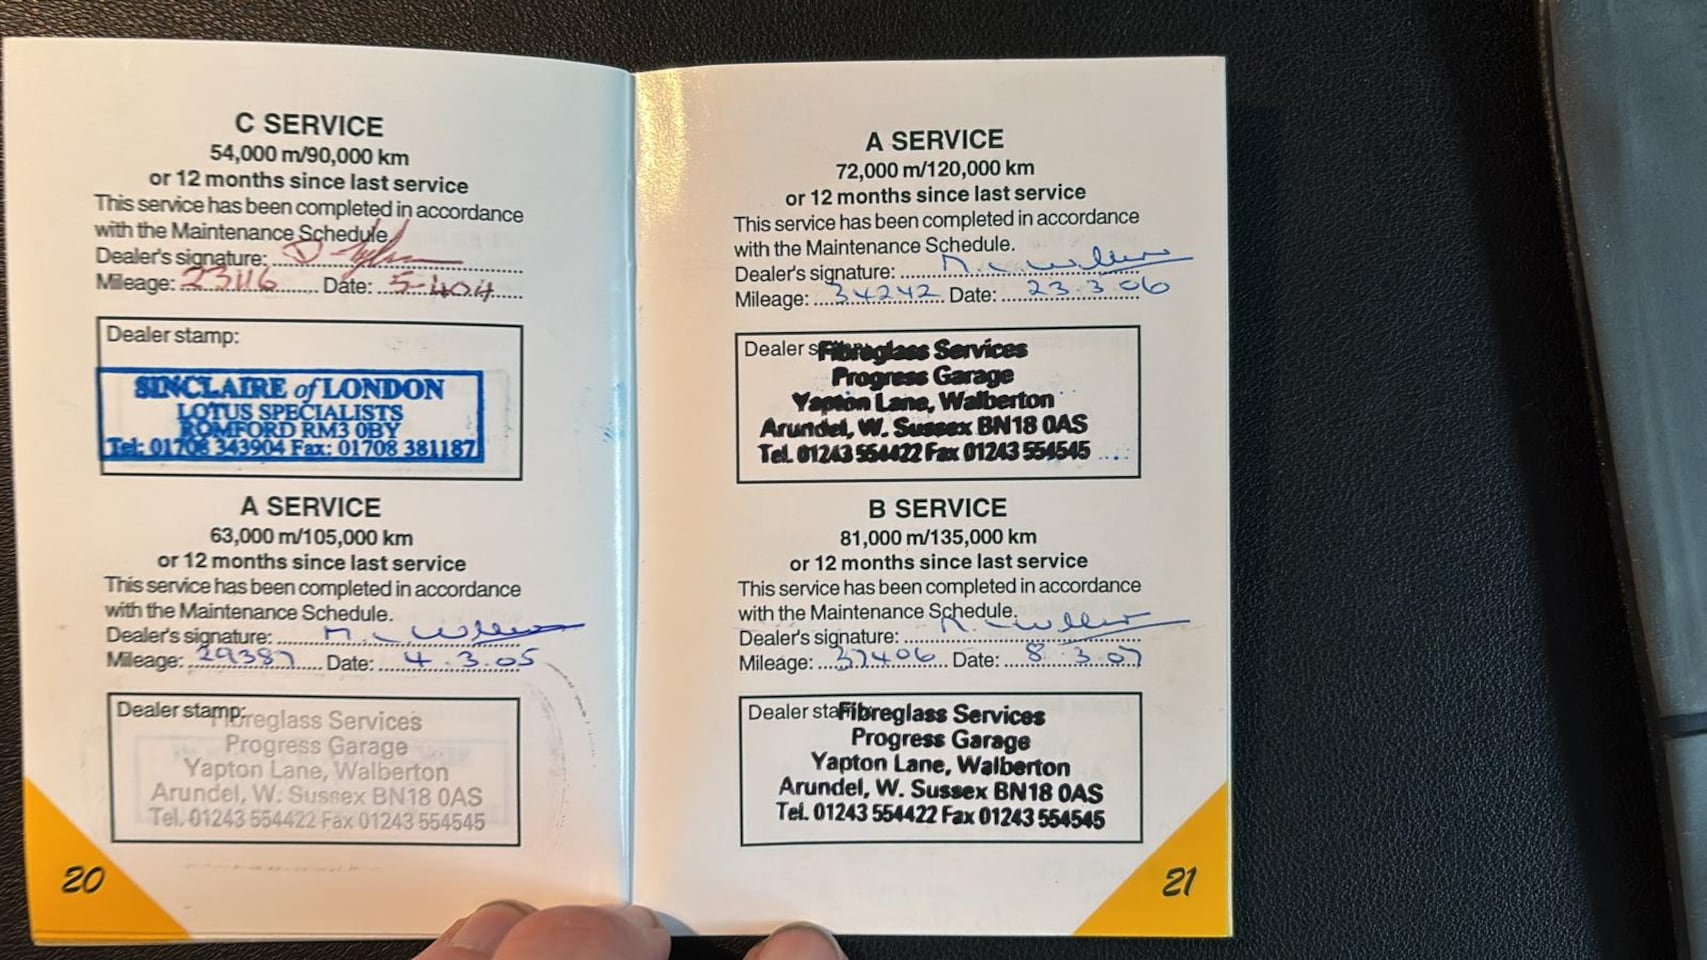 C SERVICE
54,000 m/90,000 km
or 12 months since last service
This service has been completed in accordance
with the Maintenance Schedule.
Dealer's signature:
Mileage: 23116 Date: 5-4-04
Dealer stamp:
SINCLAIRE of LONDON
LOTUS SPECIALISTS
ROMFORD RM3 0BY
Tel: 01708 343904 Fax: 01708 381187
A SERVICE
63,000 m/105,000 km
or 12 months since last service
This service has been completed in accordance
with the Maintenance Schedule.
Dealer's signature:
Mileage: 29387 Date: 4.3.05
Dealer stamp:
Fibreglass Services
Progress Garage
Yapton Lane, Walberton
Arundel, W. Sussex BN18 0AS
Tel. 01243 554422 Fax 01243 554545
20
A SERVICE
72,000 m/120,000 km
or 12 months since last service
This service has been completed in accordance
with the Maintenance Schedule.
Dealer's signature:
Mileage: 34242 Date: 23.3.06
Dealer s
Fibreglass Services
Progress Garage
Yapton Lane, Walberton
Arundel, W. Sussex BN18 0AS
Tel. 01243 554422 Fax 01243 554545
B SERVICE
81,000 m/135,000 km
or 12 months since last service
This service has been completed in accordance
with the Maintenance Schedule.
Dealer's signature:
Mileage: 37406 Date: 8.3.07
Dealer sta
Fibreglass Services
Progress Garage
Yapton Lane, Walberton
Arundel, W. Sussex BN18 0AS
Tel. 01243 554422 Fax 01243 554545
21